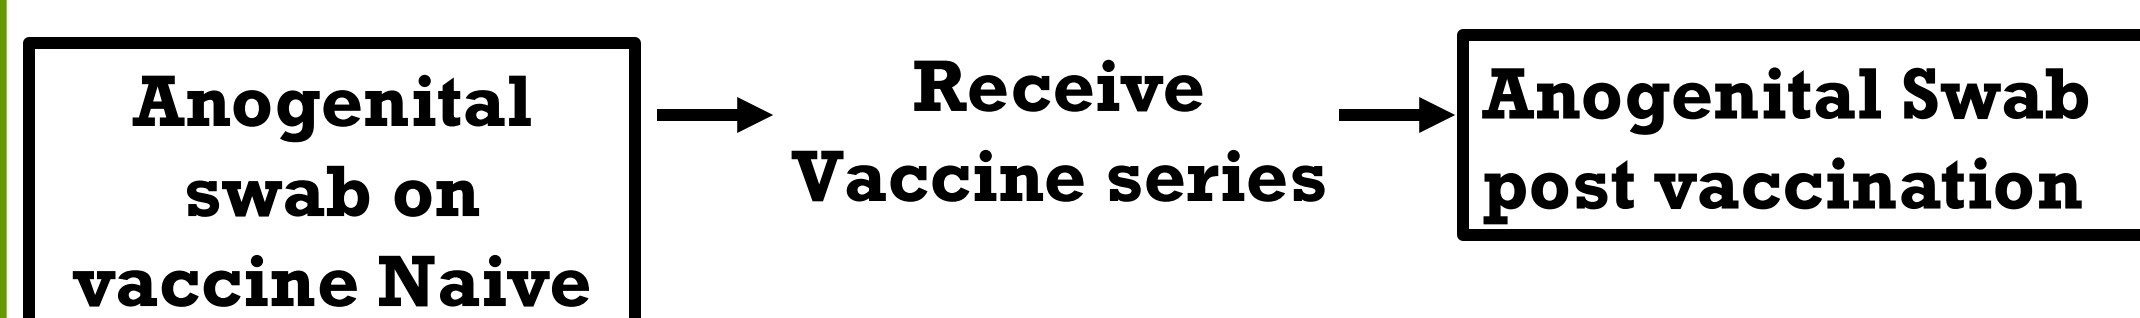 Anogenital
swab on
vaccine Naive
Receive
Vaccine series
Anogenital Swab
post vaccination